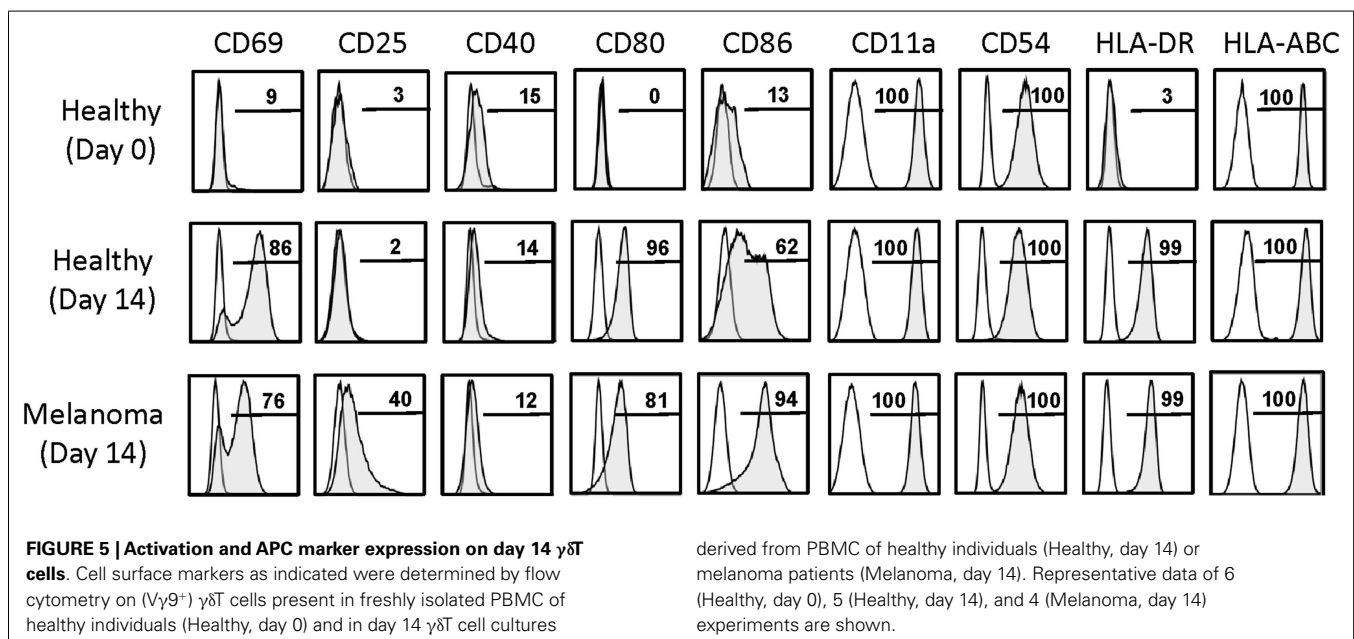 CD69 CD25 CD40 CD80 CD86 CD11a CD54 HLA-DR HLA-ABC
Healthy
(Day 0)
9 3 15 0 13 100 100 3 100
Healthy
(Day 14)
86 2 14 96 62 100 100 99 100
Melanoma
(Day 14)
76 40 12 81 94 100 100 99 100
FIGURE 5 | Activation and APC marker expression on day 14 γδT
cells. Cell surface markers as indicated were determined by flow
cytometry on (Vγ9⁺) γδT cells present in freshly isolated PBMC of
healthy individuals (Healthy, day 0) and in day 14 γδT cell cultures
derived from PBMC of healthy individuals (Healthy, day 14) or
melanoma patients (Melanoma, day 14). Representative data of 6
(Healthy, day 0), 5 (Healthy, day 14), and 4 (Melanoma, day 14)
experiments are shown.